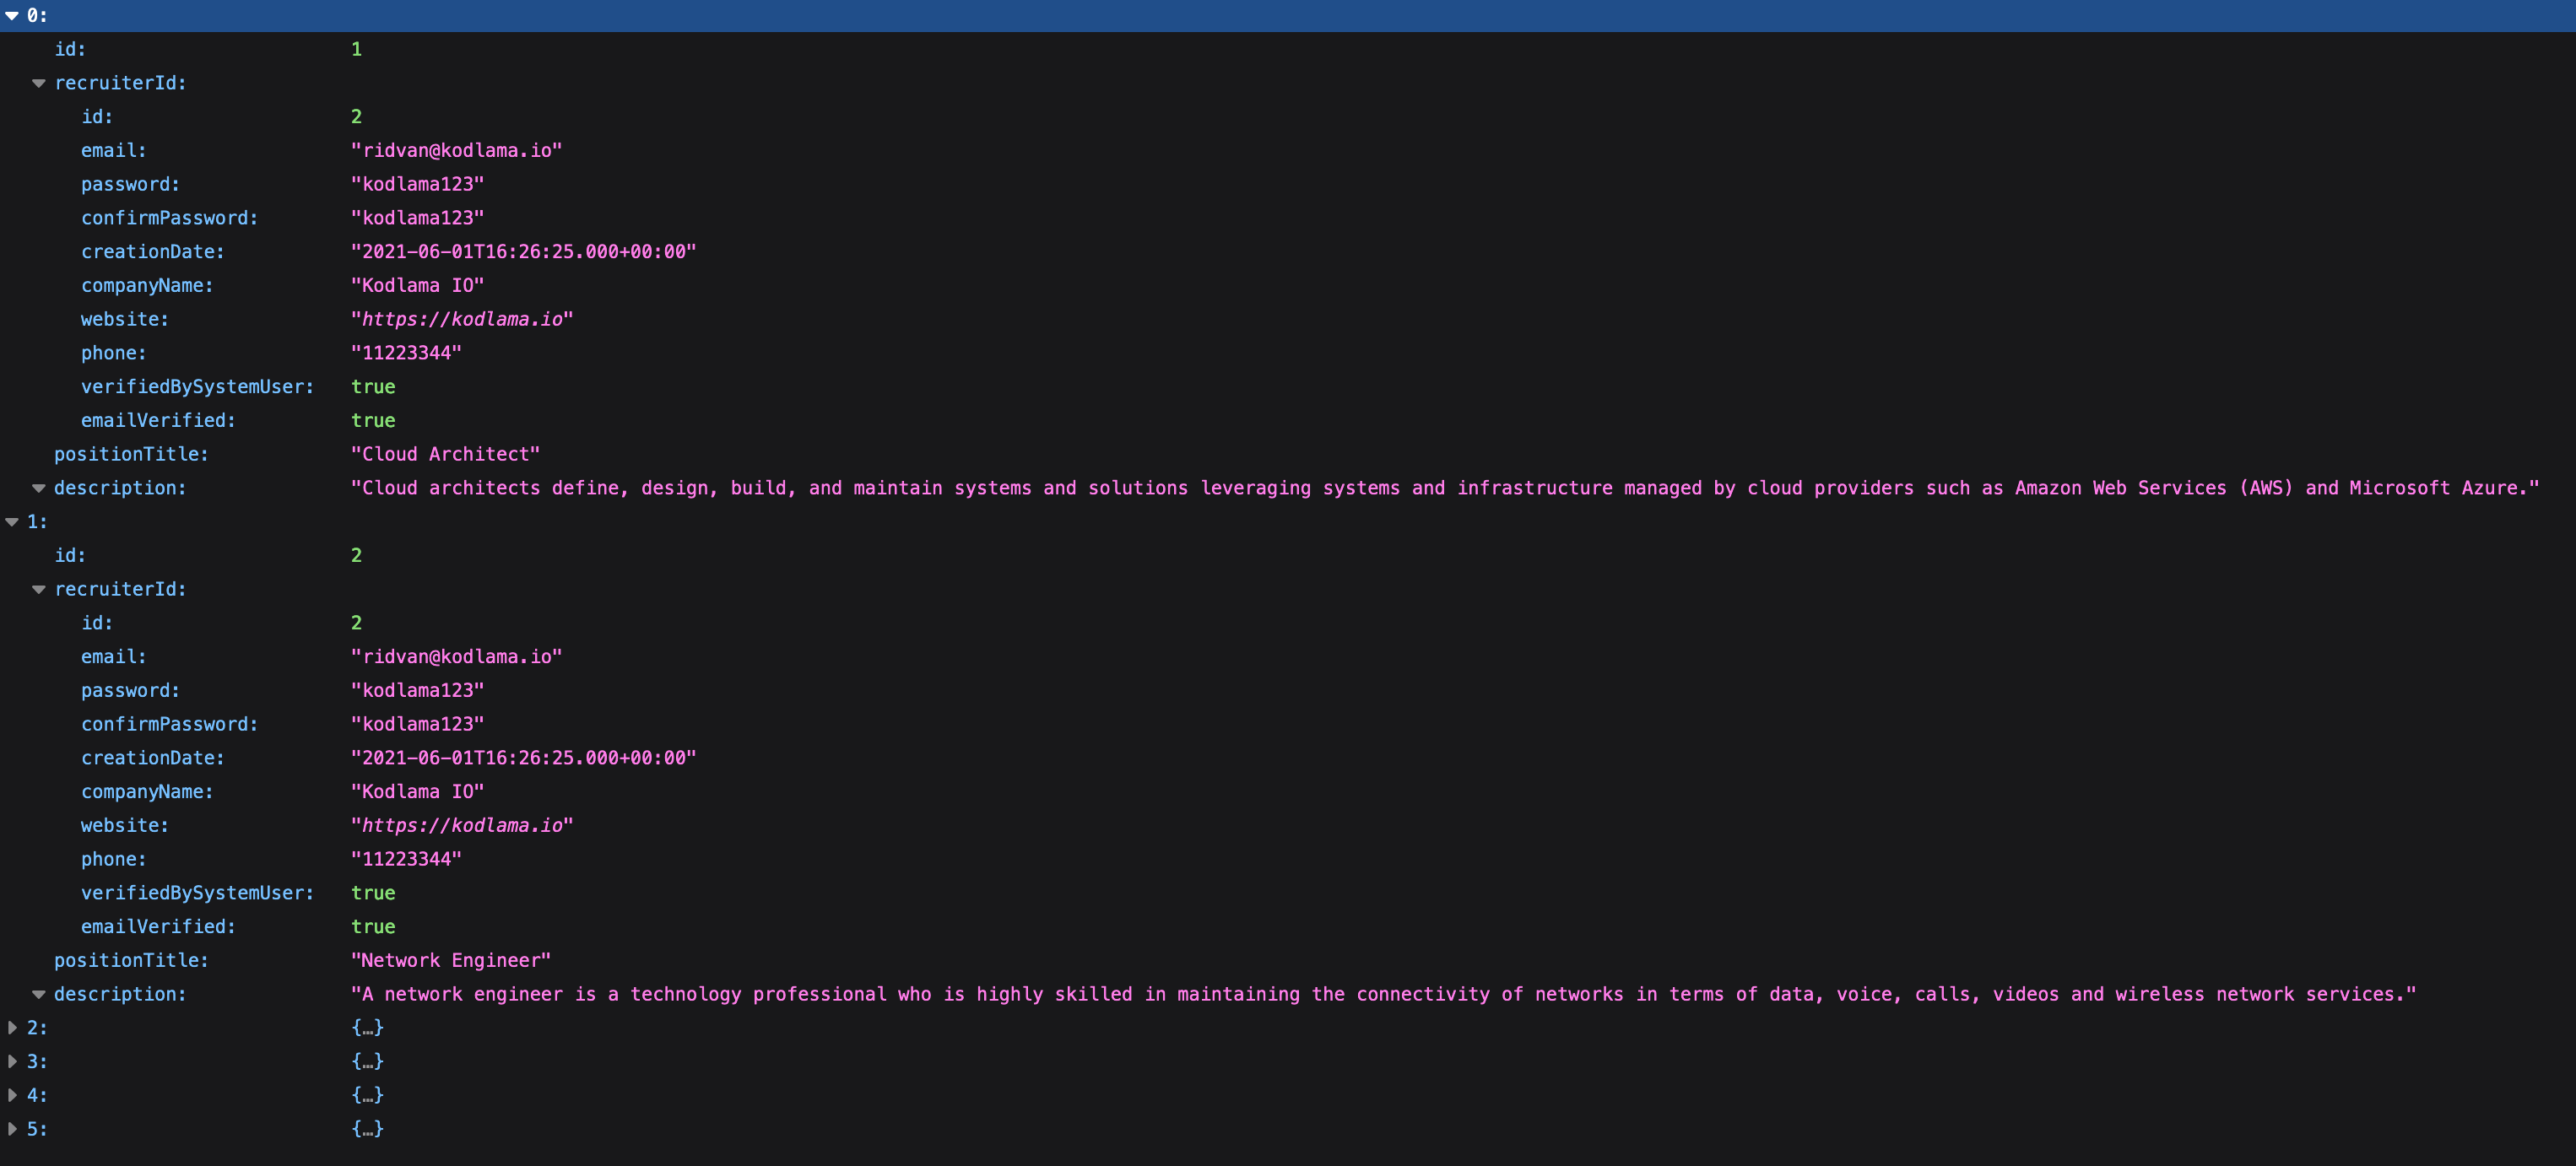 0:
id: 1
recruiterId:
id: 2
email: "ridvan@kodlama.io"
password: "kodlama123"
confirmPassword: "kodlama123"
creationDate: "2021-06-01T16:26:25.000+00:00"
companyName: "Kodlama IO"
website: "https://kodlama.io"
phone: "11223344"
verifiedBySystemUser: true
emailVerified: true
positionTitle: "Cloud Architect"
description: "Cloud architects define, design, build, and maintain systems and solutions leveraging systems and infrastructure managed by cloud providers such as Amazon Web Services (AWS) and Microsoft Azure."
1:
id: 2
recruiterId:
id: 2
email: "ridvan@kodlama.io"
password: "kodlama123"
confirmPassword: "kodlama123"
creationDate: "2021-06-01T16:26:25.000+00:00"
companyName: "Kodlama IO"
website: "https://kodlama.io"
phone: "11223344"
verifiedBySystemUser: true
emailVerified: true
positionTitle: "Network Engineer"
description: "A network engineer is a technology professional who is highly skilled in maintaining the connectivity of networks in terms of data, voice, calls, videos and wireless network services."
2: {…}
3: {…}
4: {…}
5: {…}